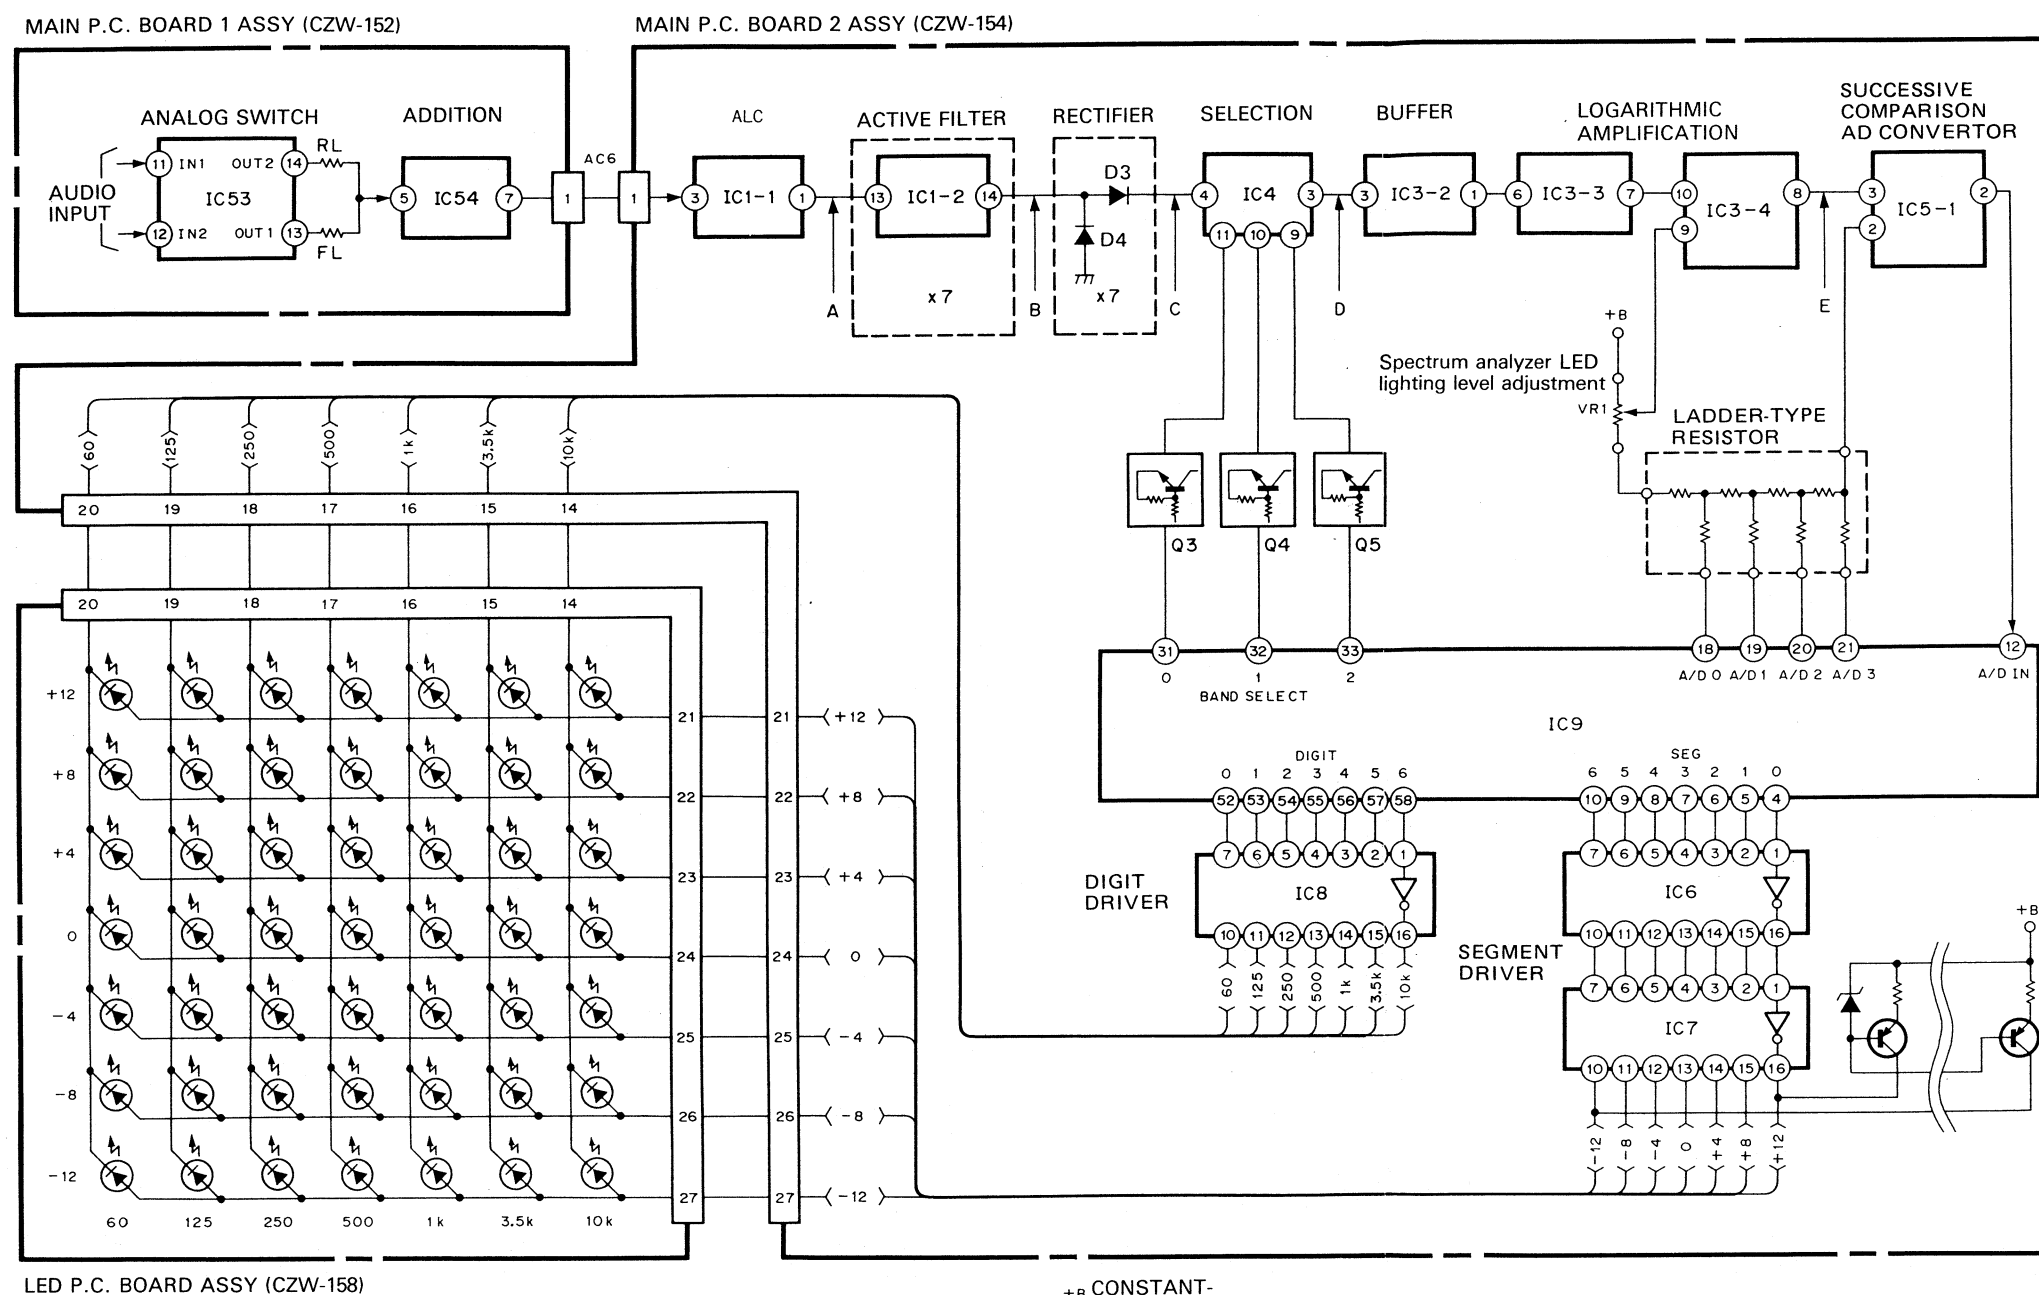 MAIN P.C. BOARD 1 ASSY (CZW-152)
MAIN P.C. BOARD 2 ASSY (CZW-154)
ANALOG SWITCH
ADDITION
ALC
ACTIVE FILTER
RECTIFIER
SELECTION
BUFFER
LOGARITHMIC
AMPLIFICATION
SUCCESSIVE
COMPARISON
AD CONVERTOR
AUDIO
INPUT
11 IN1 OUT2 14 RL
IC53
12 IN2 OUT1 13 FL
5 IC54 7
1 AC6 1
3 IC1-1 1
13 IC1-2 14
x7
D3
D4
x7
4 IC4 3
11 10 9
3 IC3-2 1
6 IC3-3 7
10 IC3-4 8
9
3 IC5-1 2
2
A B C D E
+B
Spectrum analyzer LED
lighting level adjustment
VR1
LADDER-TYPE
RESISTOR
Q3 Q4 Q5
60 125 250 500 1k 3.5k 10k
20 19 18 17 16 15 14
20 19 18 17 16 15 14
+12 21 21 +12
+8 22 22 +8
+4 23 23 +4
0 24 24 0
-4 25 25 -4
-8 26 26 -8
-12 27 27 -12
60 125 250 500 1k 3.5k 10k
31 32 33 18 19 20 21 12
0 1 2 A/D 0 A/D 1 A/D 2 A/D 3 A/D IN
BAND SELECT
IC9
DIGIT
0 1 2 3 4 5 6
52 53 54 55 56 57 58
7 6 5 4 3 2 1
DIGIT
DRIVER
IC8
10 11 12 13 14 15 16
60 125 250 500 1k 3.5k 10k
SEG
6 5 4 3 2 1 0
10 9 8 7 6 5 4
7 6 5 4 3 2 1
IC6
10 11 12 13 14 15 16
SEGMENT
DRIVER
7 6 5 4 3 2 1
IC7
10 11 12 13 14 15 16
-12 -8 -4 0 +4 +8 +12
+B
LED P.C. BOARD ASSY (CZW-158)
+B CONSTANT-